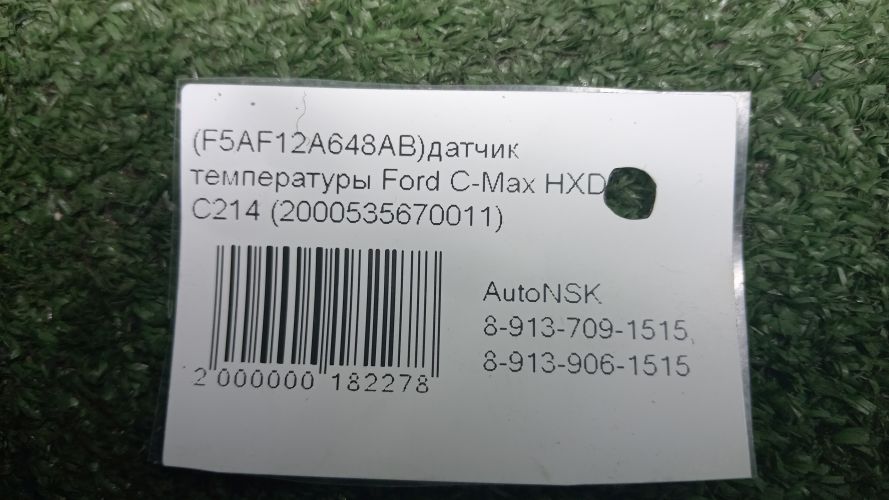 (F5AF12A648AB)датчик
температуры Ford C-Max HXD
C214 (2000535670011)
AutoNSK
8-913-709-1515,
8-913-906-1515
2 000000 182278